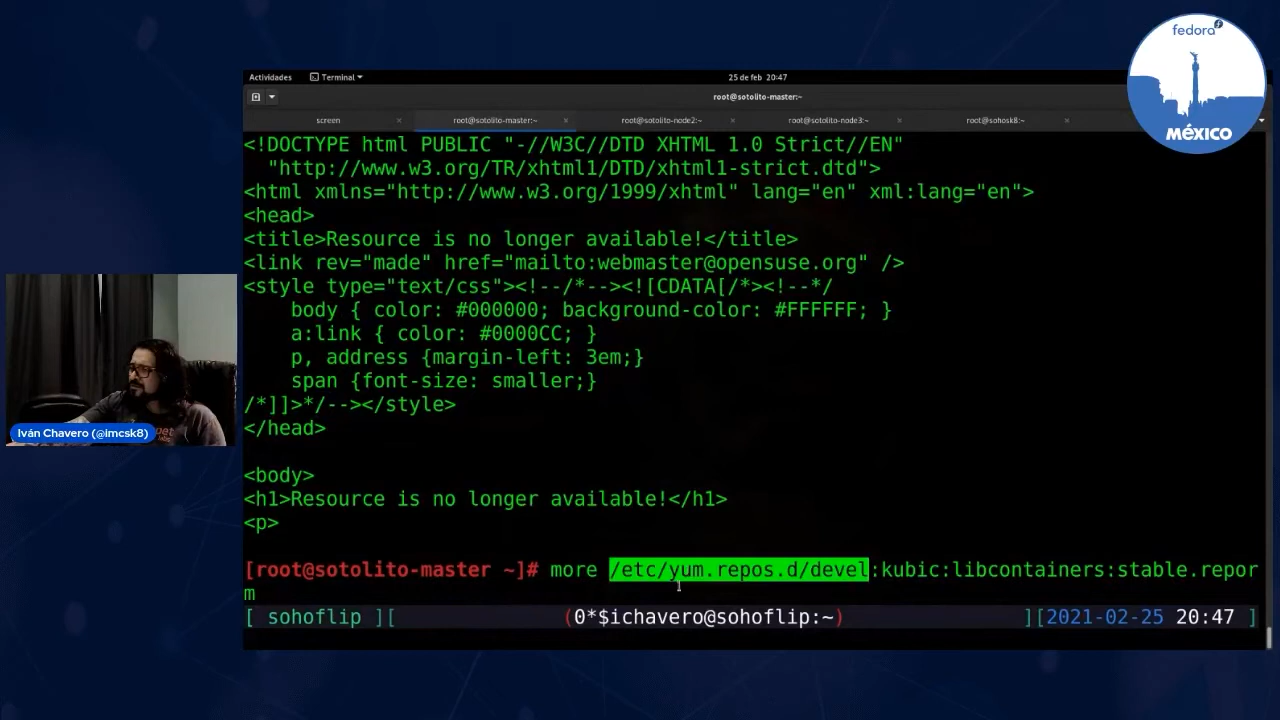 fedora
MÉXICO
Actividades
Terminal
25 de feb 20:47
root@sotolito-master:~
screen
root@sotolito-master:~
root@sotolito-node2:~
root@sotolito-node3:~
root@sohosk8:~
<!DOCTYPE html PUBLIC "-//W3C//DTD XHTML 1.0 Strict//EN"
"http://www.w3.org/TR/xhtml1/DTD/xhtml1-strict.dtd">
<html xmlns="http://www.w3.org/1999/xhtml" lang="en" xml:lang="en">
<head>
<title>Resource is no longer available!</title>
<link rev="made" href="mailto:webmaster@opensuse.org" />
<style type="text/css"><!--/*--><![CDATA[/*><!--*/
body { color: #000000; background-color: #FFFFFF; }
a:link { color: #0000CC; }
p, address {margin-left: 3em;}
span {font-size: smaller;}
/*]]>*/--></style>
</head>
<body>
<h1>Resource is no longer available!</h1>
<p>
[root@sotolito-master ~]# more /etc/yum.repos.d/devel:kubic:libcontainers:stable.repor
m
[ sohoflip ][ (0*$ichavero@sohoflip:~) ][2021-02-25 20:47 ]
Iván Chavero (@imcsk8)